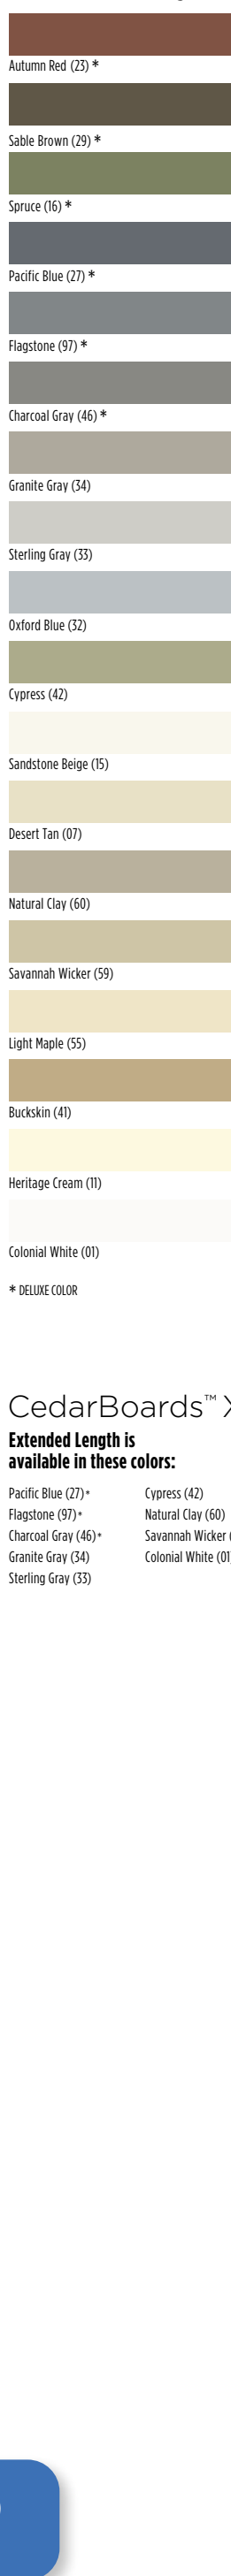 Autumn Red (23) *
Sable Brown (29) *
Spruce (16) *
Pacific Blue (27) *
Flagstone (97) *
Charcoal Gray (46) *
Granite Gray (34)
Sterling Gray (33)
Oxford Blue (32)
Cypress (42)
Sandstone Beige (15)
Desert Tan (07)
Natural Clay (60)
Savannah Wicker (59)
Light Maple (55)
Buckskin (41)
Heritage Cream (11)
Colonial White (01)
* DELUXE COLOR
CedarBoards™ X
Extended Length is
available in these colors:
Pacific Blue (27)*
Flagstone (97)*
Charcoal Gray (46)*
Granite Gray (34)
Sterling Gray (33)
Cypress (42)
Natural Clay (60)
Savannah Wicker (
Colonial White (01